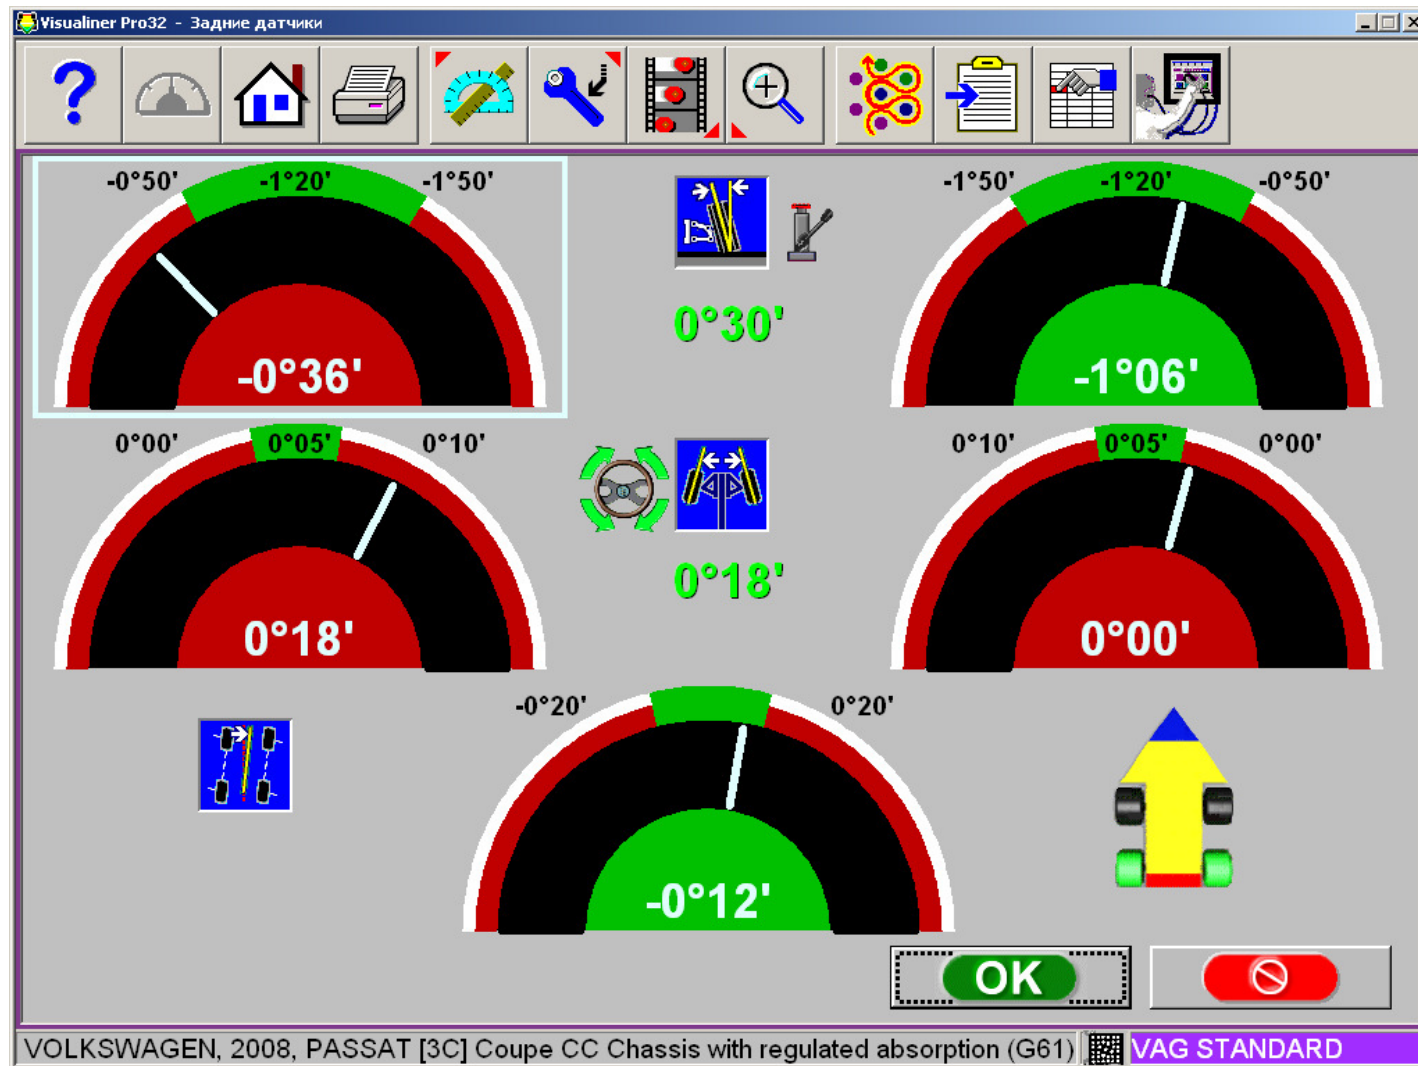 Visualiner Pro32 - Задние датчики
-0°50' -1°20' -1°50'
-0°36'
0°30'
-1°50' -1°20' -0°50'
-1°06'
0°00' 0°05' 0°10'
0°18'
0°18'
0°10' 0°05' 0°00'
0°00'
-0°20' 0°20'
-0°12'
OK
VOLKSWAGEN, 2008, PASSAT [3C] Coupe CC Chassis with regulated absorption (G61) VAG STANDARD